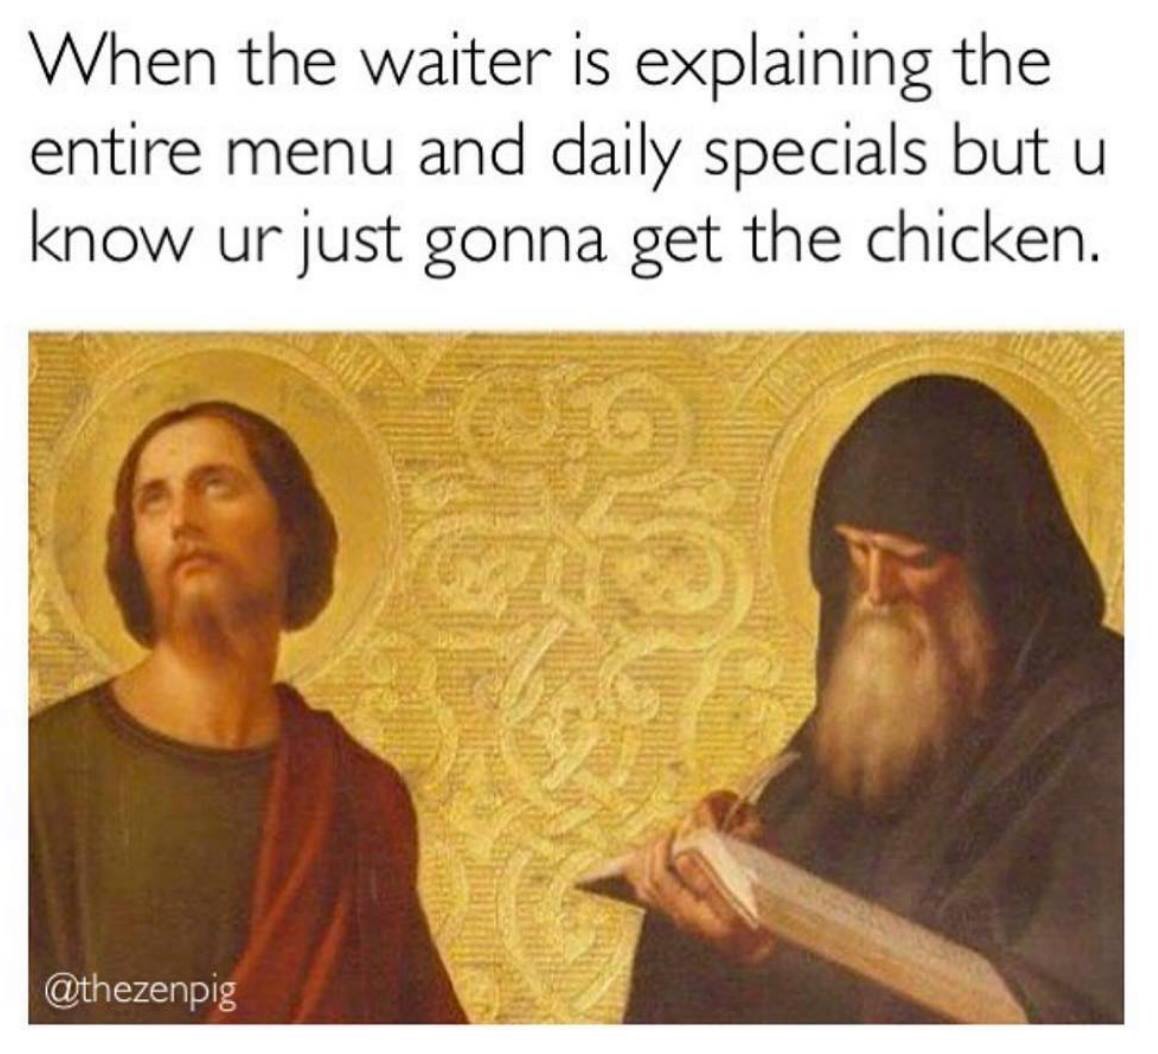 When the waiter is explaining the
entire menu and daily specials but u
know ur just gonna get the chicken.
@thezenpig